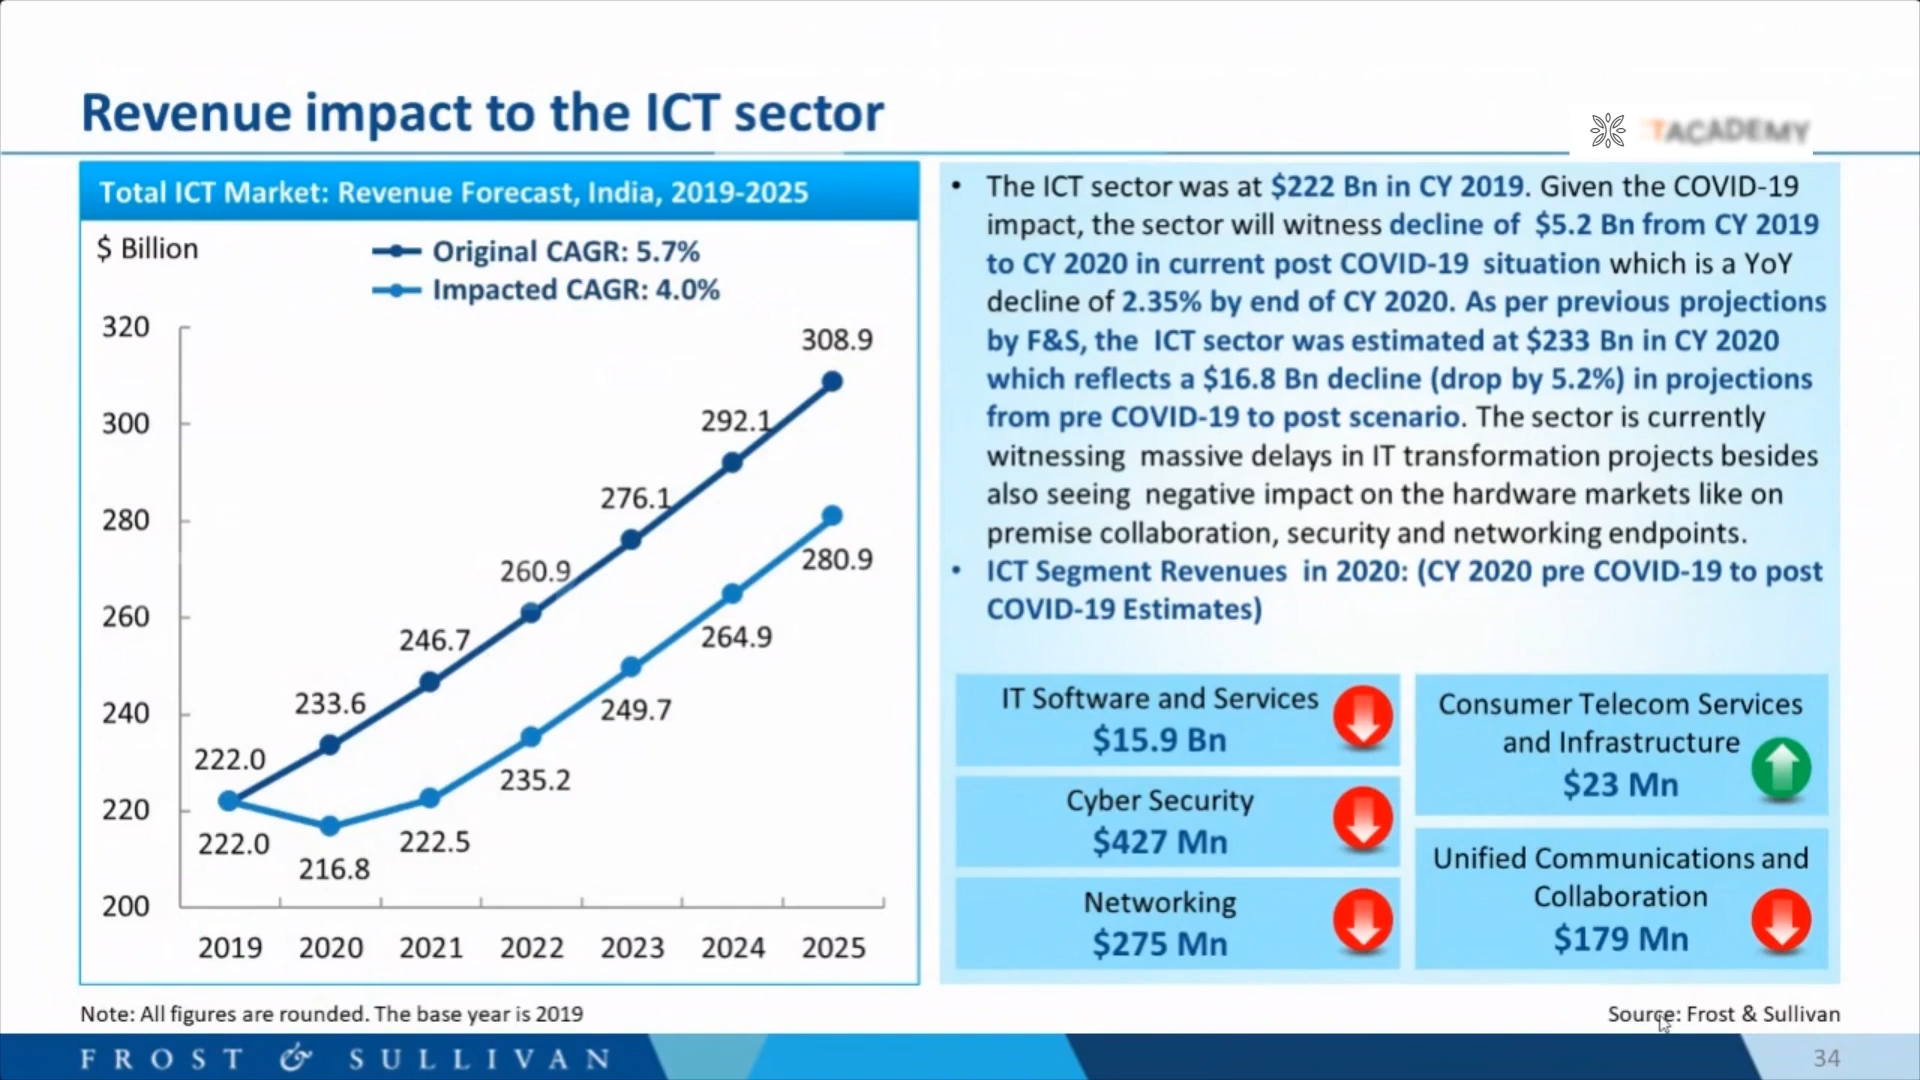 Revenue impact to the ICT sector
TACADEMY
Total ICT Market: Revenue Forecast, India, 2019-2025
$ Billion
Original CAGR: 5.7%
Impacted CAGR: 4.0%
320
300
280
260
240
220
200
308.9
292.1
276.1
260.9
246.7
233.6
222.0
222.0
216.8
222.5
235.2
249.7
264.9
280.9
2019 2020 2021 2022 2023 2024 2025
Note: All figures are rounded. The base year is 2019
• The ICT sector was at $222 Bn in CY 2019. Given the COVID-19
impact, the sector will witness decline of $5.2 Bn from CY 2019
to CY 2020 in current post COVID-19 situation which is a YoY
decline of 2.35% by end of CY 2020. As per previous projections
by F&S, the ICT sector was estimated at $233 Bn in CY 2020
which reflects a $16.8 Bn decline (drop by 5.2%) in projections
from pre COVID-19 to post scenario. The sector is currently
witnessing massive delays in IT transformation projects besides
also seeing negative impact on the hardware markets like on
premise collaboration, security and networking endpoints.
• ICT Segment Revenues in 2020: (CY 2020 pre COVID-19 to post
COVID-19 Estimates)
IT Software and Services
$15.9 Bn
Cyber Security
$427 Mn
Networking
$275 Mn
Consumer Telecom Services
and Infrastructure
$23 Mn
Unified Communications and
Collaboration
$179 Mn
Source: Frost & Sullivan
FROST & SULLIVAN
34